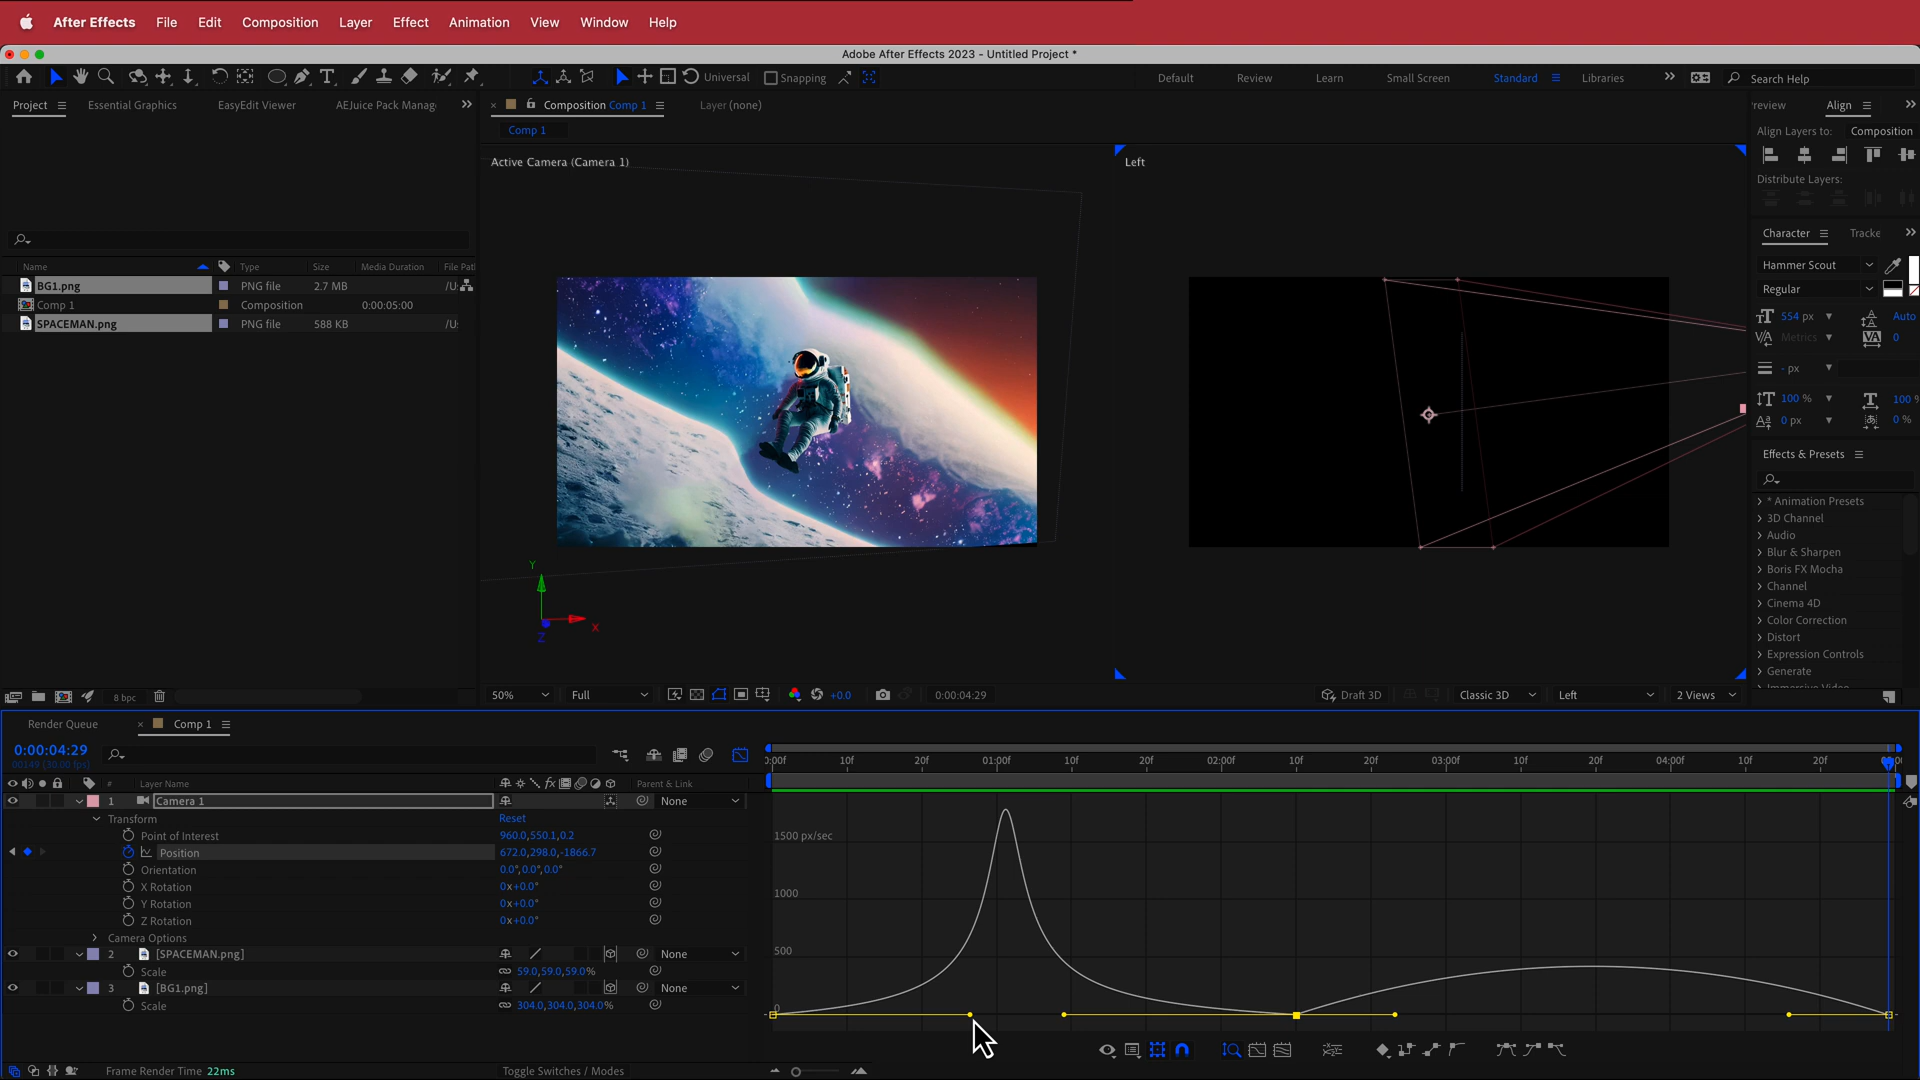 After Effects File Edit Composition Layer Effect Animation View Window Help
Adobe After Effects 2023 - Untitled Project *
Universal Snapping Default Review Learn Small Screen Standard Libraries Search Help
Project Essential Graphics EasyEdit Viewer AEJuice Pack Manag
Composition Comp 1 Layer (none)
Comp 1
Active Camera (Camera 1)
Left
review Align
Align Layers to: Composition
Distribute Layers:
Character Tracke
Hammer Scout
Regular
554 px Auto
Metrics 0
- px
100 % 100 %
0 px 0 %
Effects & Presets
* Animation Presets
3D Channel
Audio
Blur & Sharpen
Boris FX Mocha
Channel
Cinema 4D
Color Correction
Distort
Expression Controls
Generate
Immersive Video
Name Type Size Media Duration File Pat
BG1.png PNG file 2.7 MB /U
Comp 1 Composition 0:00:05:00
SPACEMAN.png PNG file 588 KB /U
Y
X
Z
8 bpc
50% Full +0.0 0:00:04:29 Draft 3D Classic 3D Left 2 Views
Render Queue Comp 1
0:00:04:29
00149 (30.00 fps)
# Layer Name Parent & Link
1 Camera 1 None
Transform Reset
Point of Interest 960.0,550.1,0.2
Position 672.0,298.0,-1866.7
Orientation 0.0°,0.0°,0.0°
X Rotation 0x+0.0°
Y Rotation 0x+0.0°
Z Rotation 0x+0.0°
Camera Options
2 [SPACEMAN.png] None
Scale 59.0,59.0,59.0%
3 [BG1.png] None
Scale 304.0,304.0,304.0%
:00f 10f 20f 01:00f 10f 20f 02:00f 10f 20f 03:00f 10f 20f 04:00f 10f 20f
1500 px/sec
1000
500
0
Frame Render Time 22ms Toggle Switches / Modes